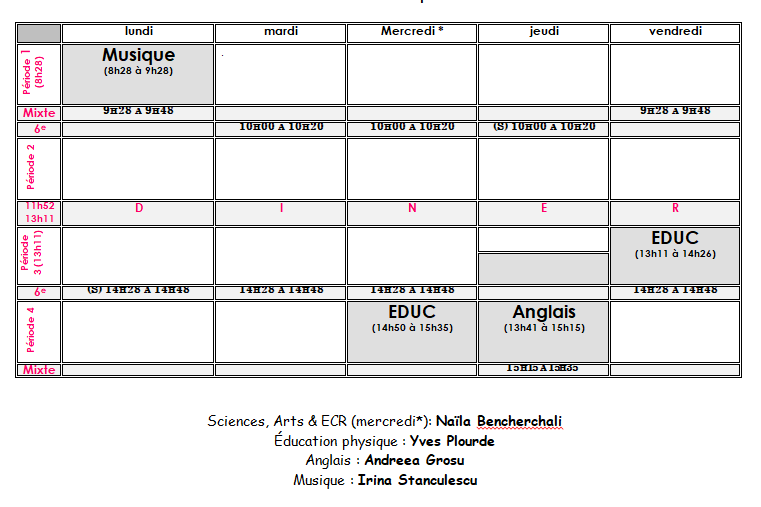 lundi mardi Mercredi * jeudi vendredi
Période 1 (8h28) Musique
(8h28 à 9h28)
Mixte 9H28 A 9H48 9H28 A 9H48
6e 10H00 A 10H20 10H00 A 10H20 (S) 10H00 A 10H20
Période 2
11h52 D I N E R
13h11
Période 3 (13h11) EDUC
(13h11 à 14h26)
6e (S) 14H28 A 14H48 14H28 A 14H48 14H28 A 14H48 14H28 A 14H48
Période 4 EDUC Anglais
(14h50 à 15h35) (13h41 à 15h15)
Mixte 15H15 A 15H35
Sciences, Arts & ECR (mercredi*): Naïla Bencherchali
Éducation physique : Yves Plourde
Anglais : Andreea Grosu
Musique : Irina Stanculescu